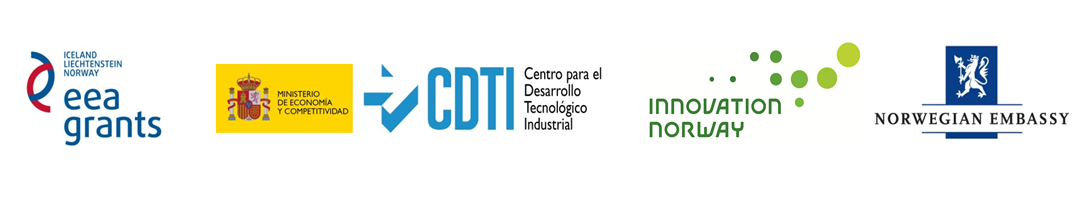 ICELAND
LIECHTENSTEIN
NORWAY
eea
grants
MINISTERIO
DE ECONOMÍA
Y COMPETITIVIDAD
CDTI
Centro para el
Desarrollo
Tecnológico
Industrial
INNOVATION
NORWAY
NORWEGIAN EMBASSY